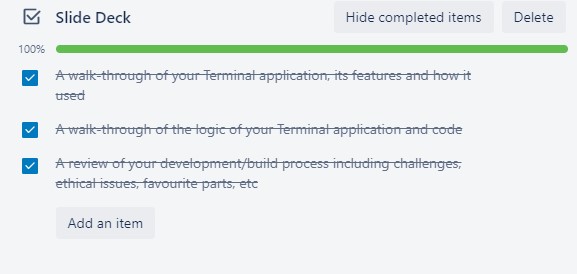 Slide Deck
Hide completed items
Delete
100%
A walk-through of your Terminal application, its features and how it
used
A walk-through of the logic of your Terminal application and code
A review of your development/build process including challenges,
ethical issues, favourite parts, etc
Add an item